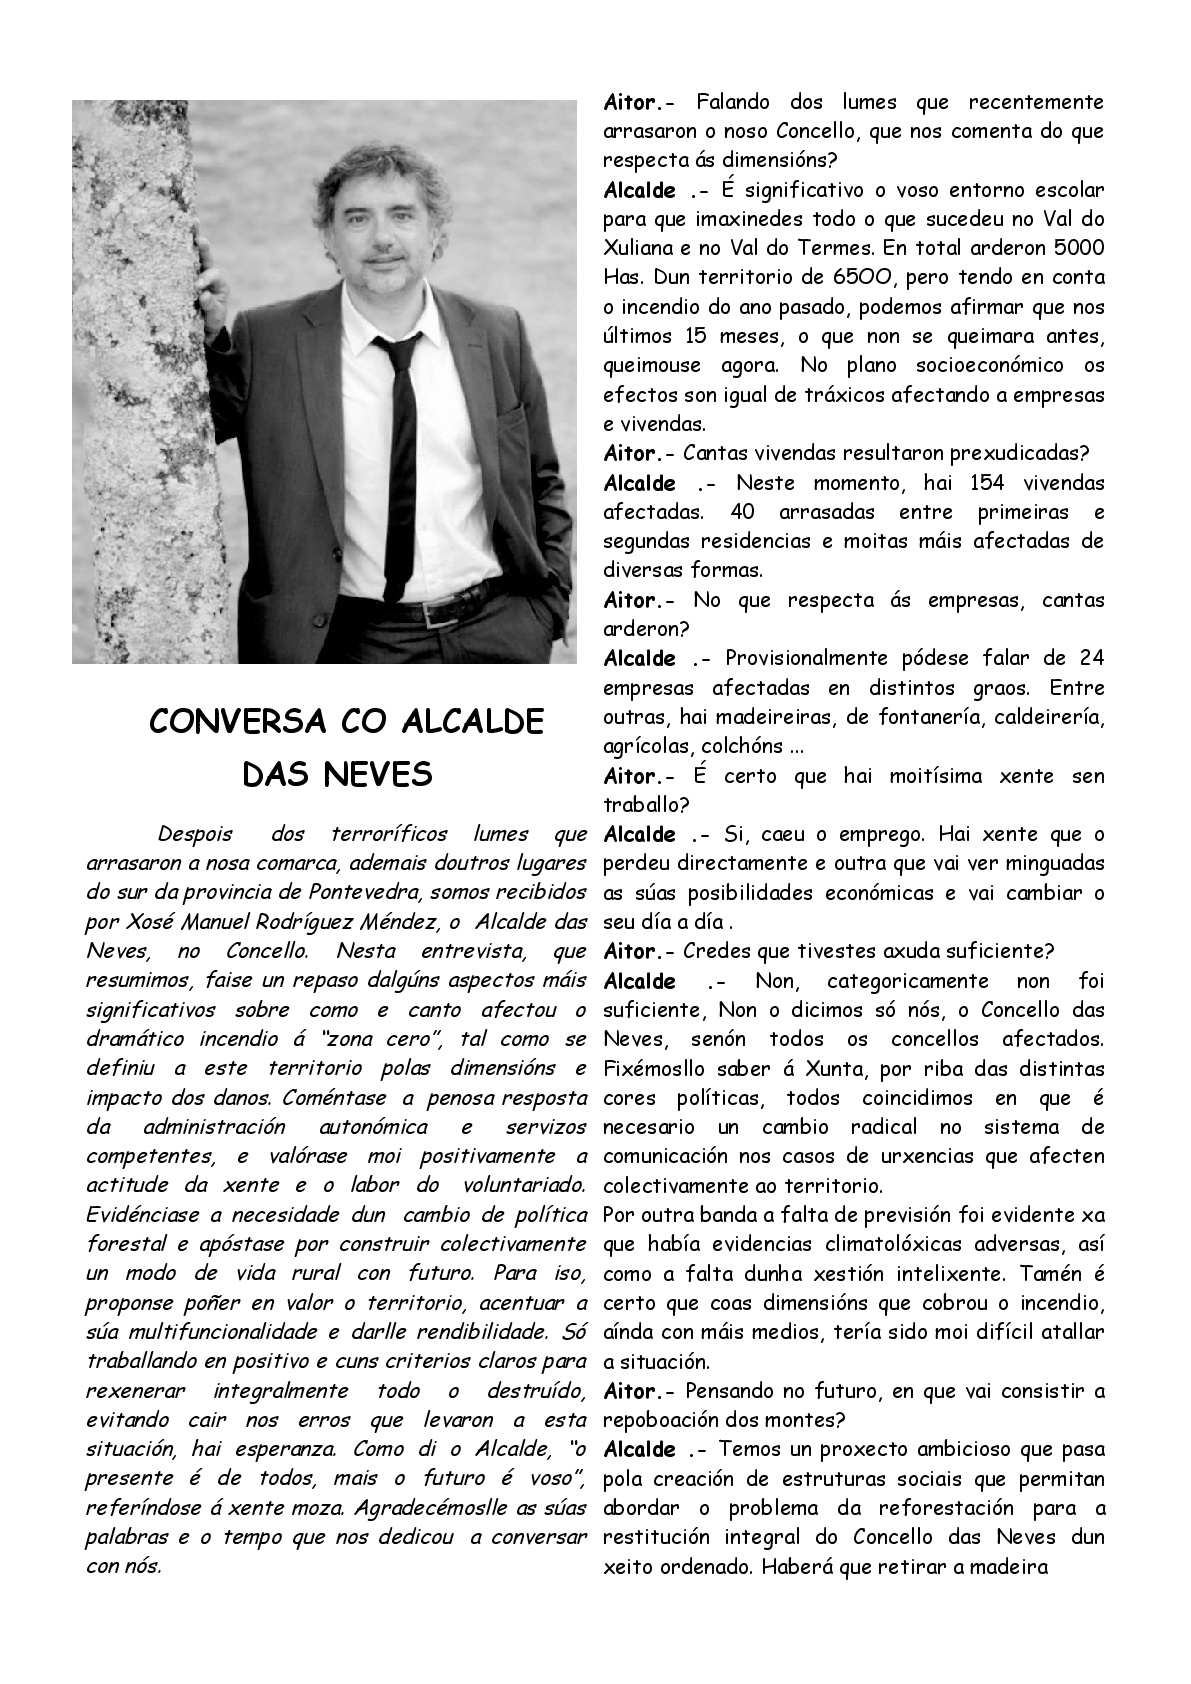 CONVERSA CO ALCALDE
DAS NEVES
Despois dos terroríficos lumes que
arrasaron a nosa comarca, ademais doutros lugares
do sur da provincia de Pontevedra, somos recibidos
por Xosé Manuel Rodríguez Méndez, o Alcalde das
Neves, no Concello. Nesta entrevista, que
resumimos, faise un repaso dalgúns aspectos máis
significativos sobre como e canto afectou o
dramático incendio á "zona cero", tal como se
definiu a este territorio polas dimensións e
impacto dos danos. Coméntase a penosa resposta
da administración autonómica e servizos
competentes, e valórase moi positivamente a
actitude da xente e o labor do voluntariado.
Evidénciase a necesidade dun cambio de política
forestal e apóstase por construir colectivamente
un modo de vida rural con futuro. Para iso,
proponse poñer en valor o territorio, acentuar a
súa multifuncionalidade e darlle rendibilidade. Só
traballando en positivo e cuns criterios claros para
rexenerar integralmente todo o destruído,
evitando cair nos erros que levaron a esta
situación, hai esperanza. Como di o Alcalde, "o
presente é de todos, mais o futuro é voso",
referíndose á xente moza. Agradecémoslle as súas
palabras e o tempo que nos dedicou a conversar
con nós.
Aitor.- Falando dos lumes que recentemente
arrasaron o noso Concello, que nos comenta do que
respecta ás dimensións?
Alcalde .- É significativo o voso entorno escolar
para que imaxinedes todo o que sucedeu no Val do
Xuliana e no Val do Termes. En total arderon 5000
Has. Dun territorio de 65OO, pero tendo en conta
o incendio do ano pasado, podemos afirmar que nos
últimos 15 meses, o que non se queimara antes,
queimouse agora. No plano socioeconómico os
efectos son igual de tráxicos afectando a empresas
e vivendas.
Aitor.- Cantas vivendas resultaron prexudicadas?
Alcalde .- Neste momento, hai 154 vivendas
afectadas. 40 arrasadas entre primeiras e
segundas residencias e moitas máis afectadas de
diversas formas.
Aitor.- No que respecta ás empresas, cantas
arderon?
Alcalde .- Provisionalmente pódese falar de 24
empresas afectadas en distintos graos. Entre
outras, hai madeireiras, de fontanería, caldeirería,
agrícolas, colchóns ...
Aitor.- É certo que hai moitísima xente sen
traballo?
Alcalde .- Si, caeu o emprego. Hai xente que o
perdeu directamente e outra que vai ver minguadas
as súas posibilidades económicas e vai cambiar o
seu día a día .
Aitor.- Credes que tivestes axuda suficiente?
Alcalde .- Non, categoricamente non foi
suficiente, Non o dicimos só nós, o Concello das
Neves, senón todos os concellos afectados.
Fixémosllo saber á Xunta, por riba das distintas
cores políticas, todos coincidimos en que é
necesario un cambio radical no sistema de
comunicación nos casos de urxencias que afecten
colectivamente ao territorio.
Por outra banda a falta de previsión foi evidente xa
que había evidencias climatolóxicas adversas, así
como a falta dunha xestión intelixente. Tamén é
certo que coas dimensións que cobrou o incendio,
aínda con máis medios, tería sido moi difícil atallar
a situación.
Aitor.- Pensando no futuro, en que vai consistir a
repoboación dos montes?
Alcalde .- Temos un proxecto ambicioso que pasa
pola creación de estruturas sociais que permitan
abordar o problema da reforestación para a
restitución integral do Concello das Neves dun
xeito ordenado. Haberá que retirar a madeira